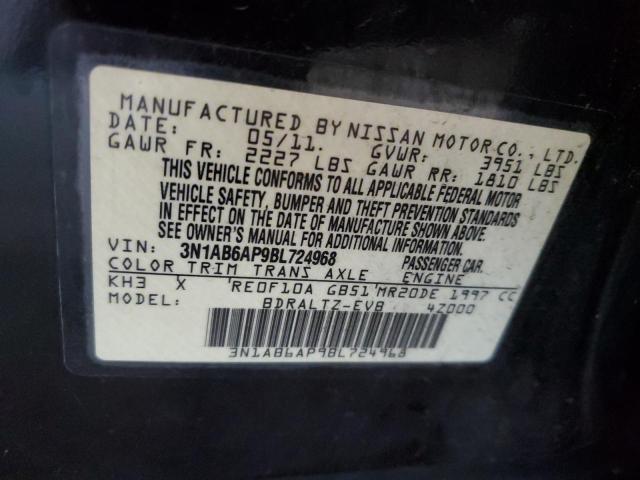 MANUFACTURED BY NISSAN MOTOR CO., LTD.
DATE: 05/11. GVWR: 3951 LBS
GAWR FR: 2227 LBS GAWR RR: 1810 LBS
THIS VEHICLE CONFORMS TO ALL APPLICABLE FEDERAL MOTOR
VEHICLE SAFETY, BUMPER AND THEFT PREVENTION STANDARDS
IN EFFECT ON THE DATE OF MANUFACTURE SHOWN ABOVE.
SEE OWNER'S MANUAL FOR ADDITIONAL INFORMATION.
VIN: 3N1AB6AP9BL724968 PASSENGER CAR.
COLOR TRIM TRANS AXLE ENGINE
KH3 X RE0F10A GB51 MR20DE 1997 CC
MODEL: BDRALTZ-EVB 4Z000
3N1AB6AP9BL724968